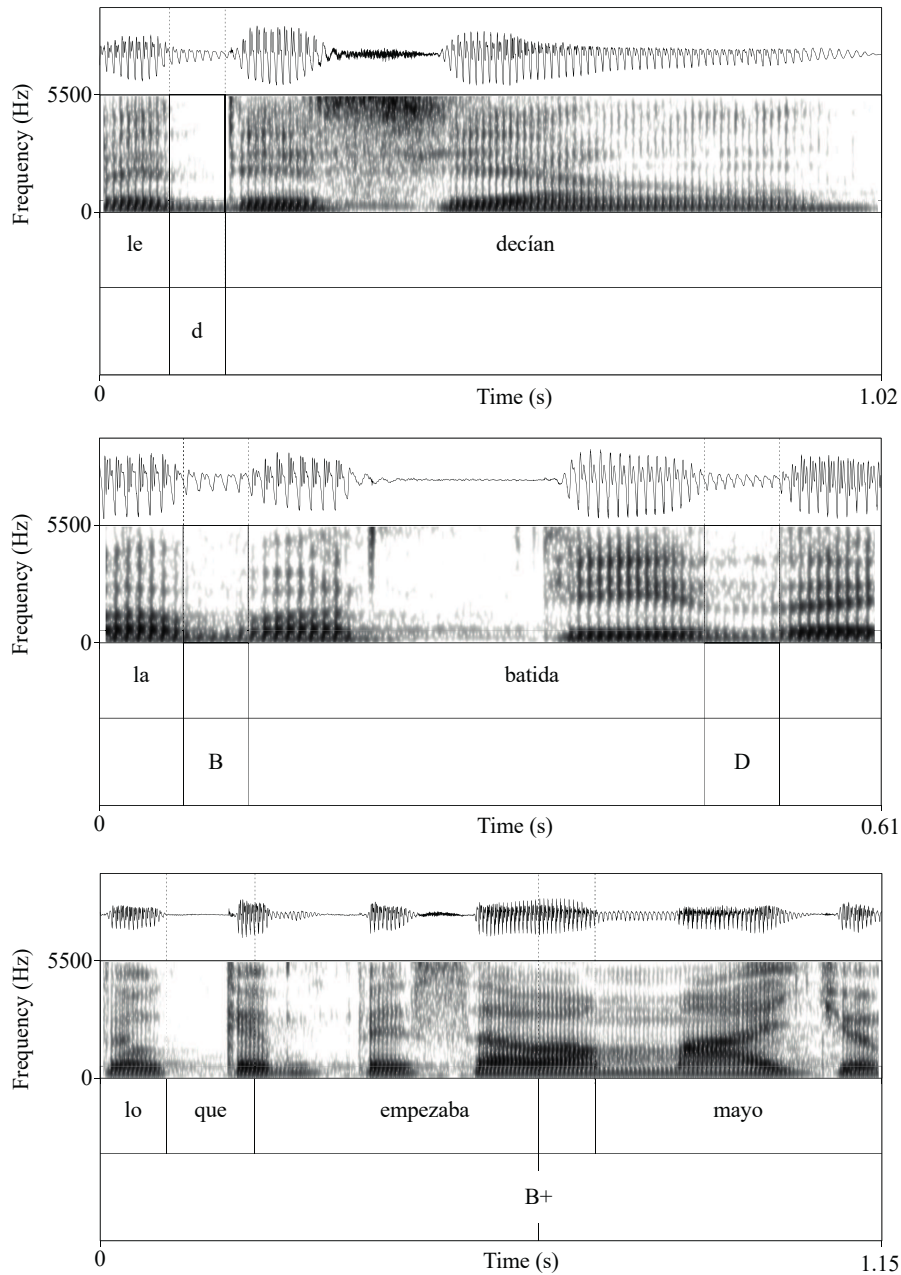 5500
Frequency (Hz)
0
le decían
d
0 Time (s) 1.02
5500
Frequency (Hz)
0
la batida
B D
0 Time (s) 0.61
5500
Frequency (Hz)
0
lo que empezaba mayo
B+
0 Time (s) 1.15